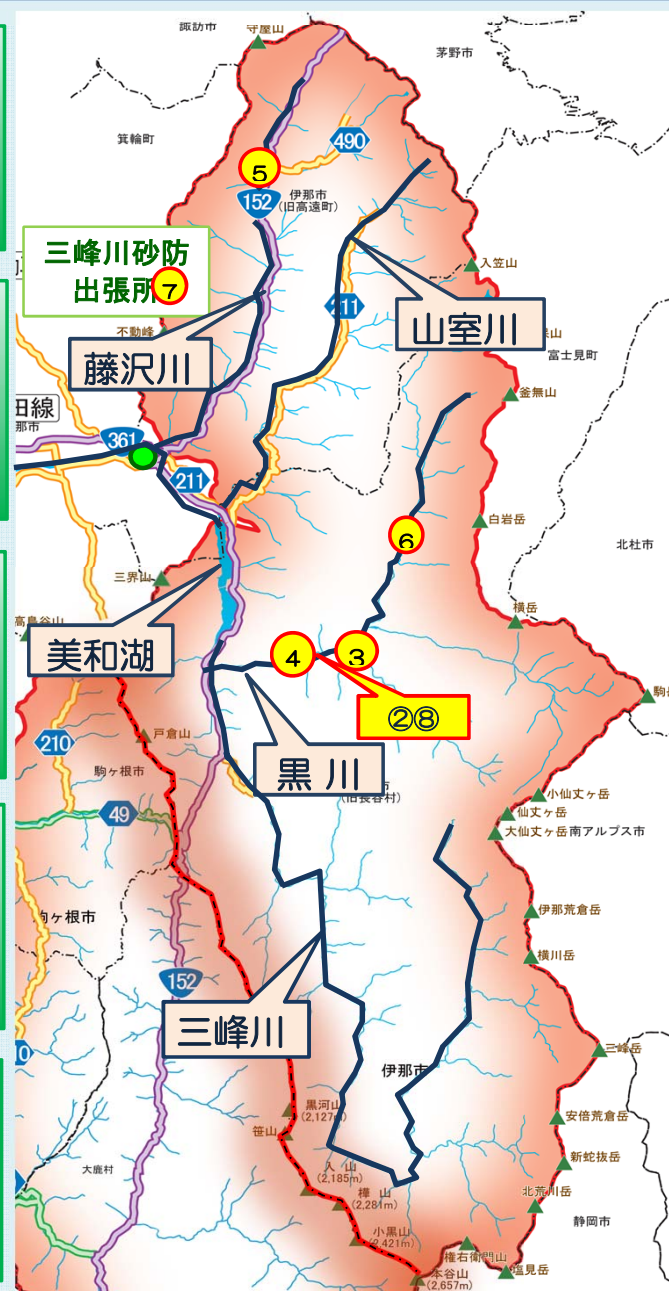 諏訪市
守屋山
茅野市
箕輪町
490
5
152
伊那市
(旧高遠町)
三峰川砂防
出張所
7
入笠山
211
山室川
不動峰
富士見町
藤沢川
釜無山
田線
那市
361
211
白岩岳
6
北杜市
三界山
横岳
高烏谷山
美和湖
4
3
②⑧
210
戸倉山
黒 川
駒ヶ根市
(旧長谷村)
小仙丈ヶ岳
49
仙丈ヶ岳
大仙丈ヶ岳
南アルプス市
駒ヶ根市
伊那荒倉岳
横川岳
152
三峰川
三峰岳
伊那市
黒河山
(2,127m)
安倍荒倉岳
笹山
新蛇抜岳
大鹿村
入 山
(2,185m)
樺 山
(2,281m)
北荒川岳
静岡市
小黒山
(2,421m)
権右衛門山
塩見岳
本谷山
(2,657m)